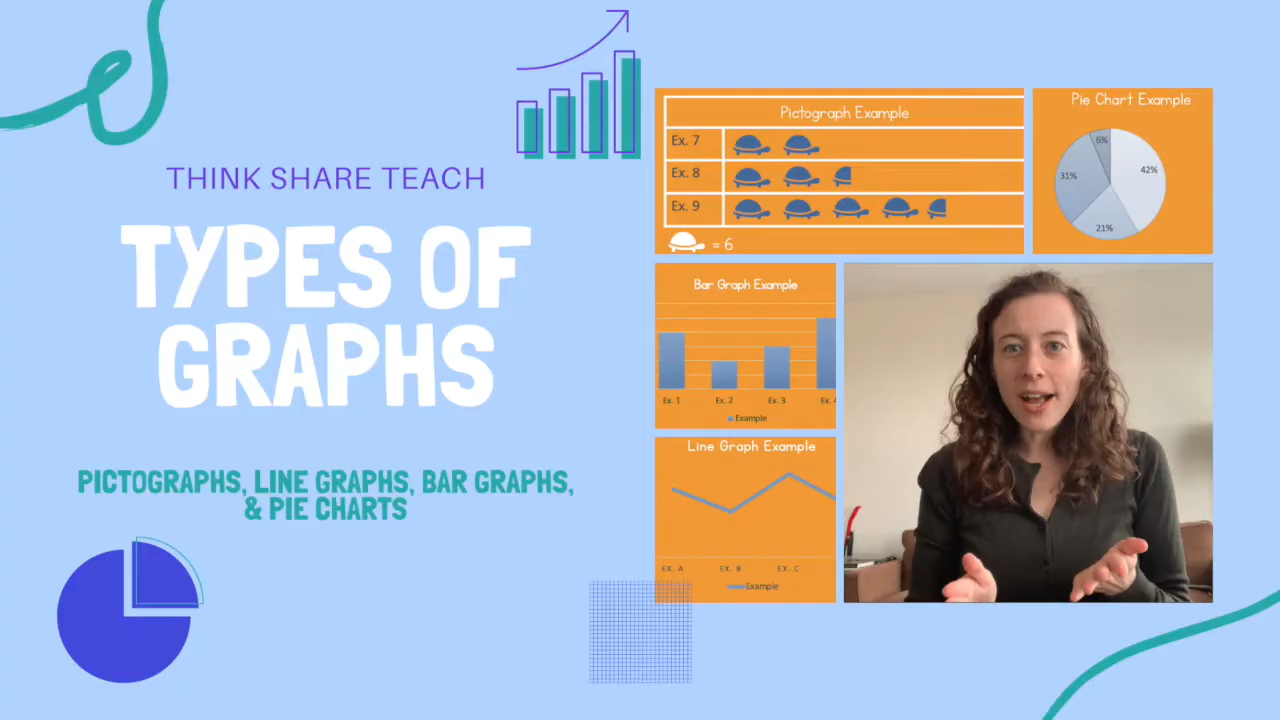 THINK SHARE TEACH
TYPES OF
GRAPHS
PICTOGRAPHS, LINE GRAPHS, BAR GRAPHS,
& PIE CHARTS
Pictograph Example
Ex. 7
Ex. 8
Ex. 9
= 6
Pie Chart Example
6%
42%
31%
21%
Bar Graph Example
Ex. 1 Ex. 2 Ex. 3 Ex. 4
Example
Line Graph Example
EX. A EX. B EX. C
Example